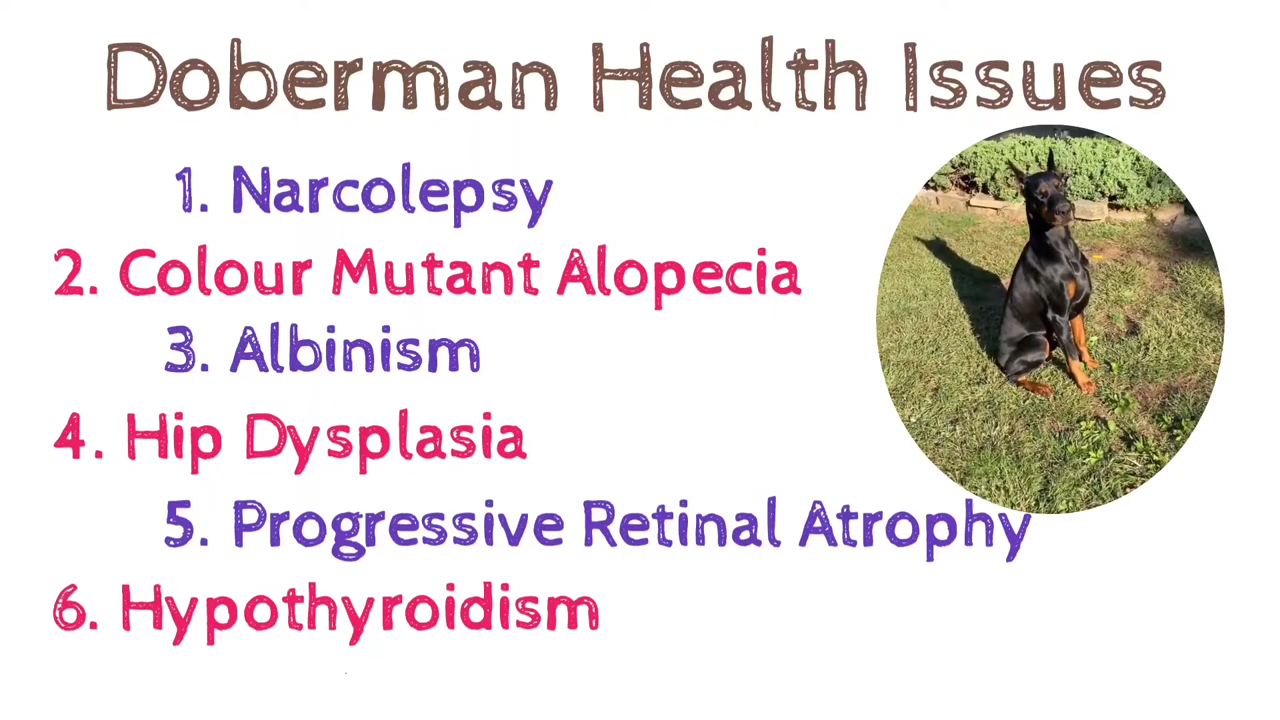 Doberman Health Issues
1. Narcolepsy
2. Colour Mutant Alopecia
3. Albinism
4. Hip Dysplasia
5. Progressive Retinal Atrophy
6. Hypothyroidism